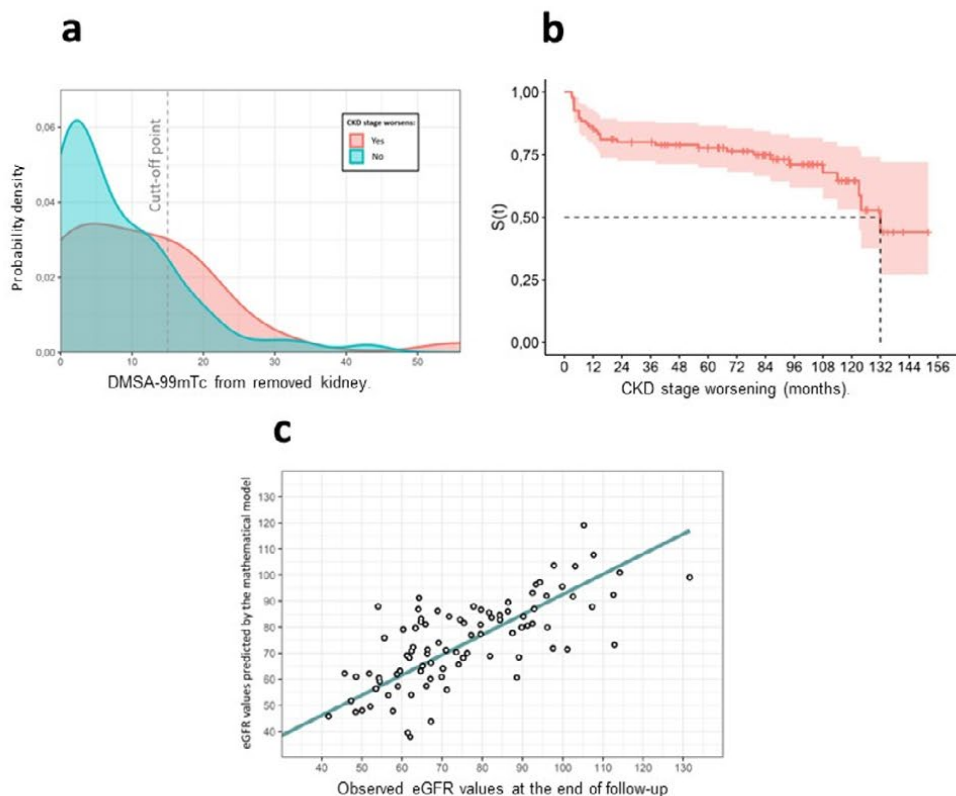 a
0,06
0,04
0,02
0,00
Probability density
Cutt-off point
CKD stage worsens:
Yes
No
0 10 20 30 40 50
DMSA-99mTc from removed kidney.
b
1,00
0,75
0,50
0,25
0,00
S(t)
0 12 24 36 48 60 72 84 96 108 120 132 144 156
CKD stage worsening (months).
c
130
120
110
100
90
80
70
60
50
40
eGFR values predicted by the mathematical model
40 50 60 70 80 90 100 110 120 130
Observed eGFR values at the end of follow-up